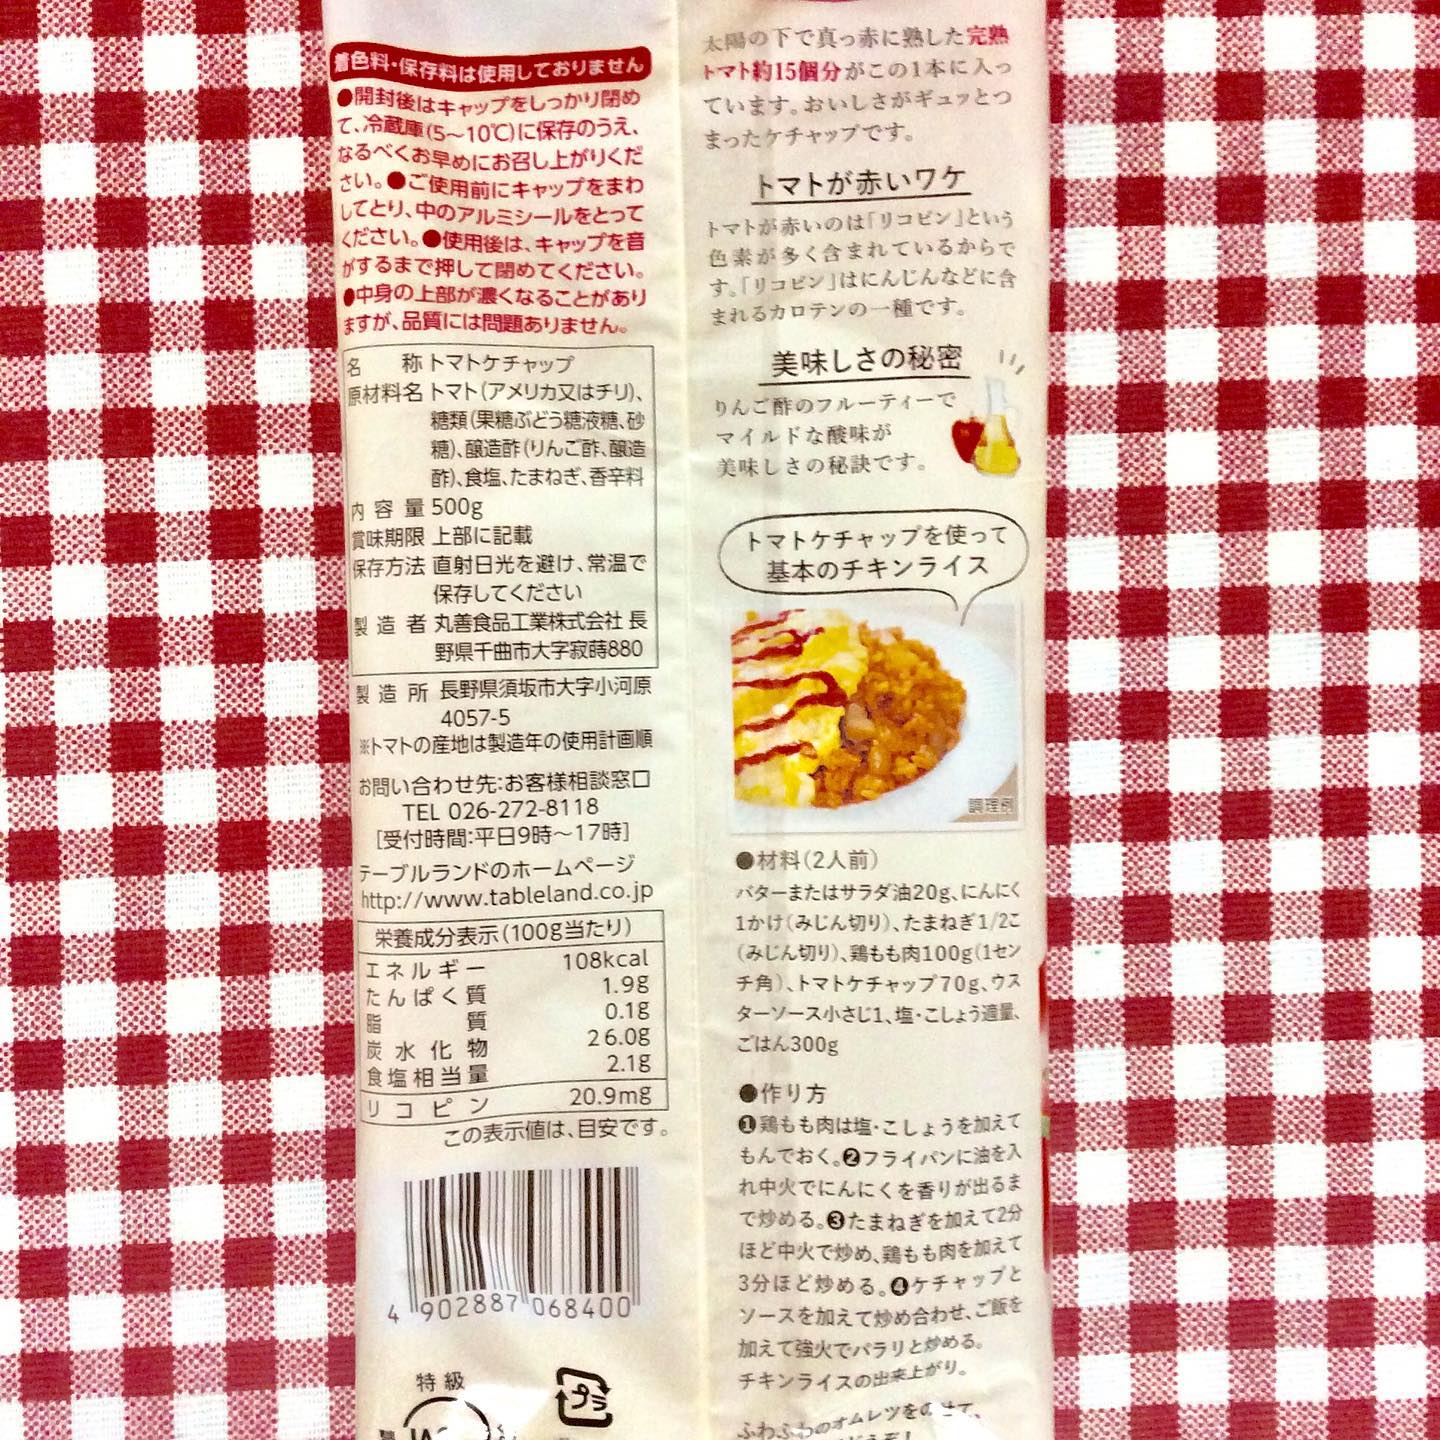 着色料・保存料は使用しておりません
●開封後はキャップをしっかり閉め
て、冷蔵庫(5〜10℃)に保存のうえ、
なるべくお早めにお召し上がりくだ
さい。●ご使用前にキャップをまわ
してとり、中のアルミシールをとって
ください。●使用後は、キャップを音
がするまで押して閉めてください。
●中身の上部が濃くなることがあり
ますが、品質には問題ありません。
名 称 トマトケチャップ
原材料名 トマト(アメリカ又はチリ)、
糖類(果糖ぶどう糖液糖、砂
糖)、醸造酢(りんご酢、醸造
酢)、食塩、たまねぎ、香辛料
内容量 500g
賞味期限 上部に記載
保存方法 直射日光を避け、常温で
保存してください
製造者 丸善食品工業株式会社 長
野県千曲市大字寂蒔880
製造所 長野県須坂市大字小河原
4057-5
※トマトの産地は製造年の使用計画順
お問い合わせ先:お客様相談窓口
TEL 026-272-8118
[受付時間:平日9時〜17時]
テーブルランドのホームページ
http://www.tableland.co.jp
栄養成分表示(100g当たり)
エネルギー 108kcal
たんぱく質 1.9g
脂質 0.1g
炭水化物 26.0g
食塩相当量 2.1g
リコピン 20.9mg
この表示値は、目安です。
4 902887 068400
特級
プラ
太陽の下で真っ赤に熟した完熟
トマト約15個分がこの1本に入っ
ています。おいしさがギュッとつ
まったケチャップです。
トマトが赤いワケ
トマトが赤いのは「リコピン」という
色素が多く含まれているからで
す。「リコピン」はにんじんなどに含
まれるカロテンの一種です。
美味しさの秘密
りんご酢のフルーティーで
マイルドな酸味が
美味しさの秘訣です。
トマトケチャップを使って
基本のチキンライス
調理例
●材料(2人前)
バターまたはサラダ油20g、にんにく
1かけ(みじん切り)、たまねぎ1/2こ
(みじん切り)、鶏もも肉100g(1セン
チ角)、トマトケチャップ70g、ウス
ターソース小さじ1、塩・こしょう適量、
ごはん300g
●作り方
❶鶏もも肉は塩・こしょうを加えて
もんでおく。❷フライパンに油を入
れ中火でにんにくを香りが出るま
で炒める。❸たまねぎを加えて2分
ほど中火で炒め、鶏もも肉を加えて
3分ほど炒める。❹ケチャップと
ソースを加えて炒め合わせ、ご飯を
加えて強火でパラリと炒める。
チキンライスの出来上がり。
ふわふわのオムレツをのせて、